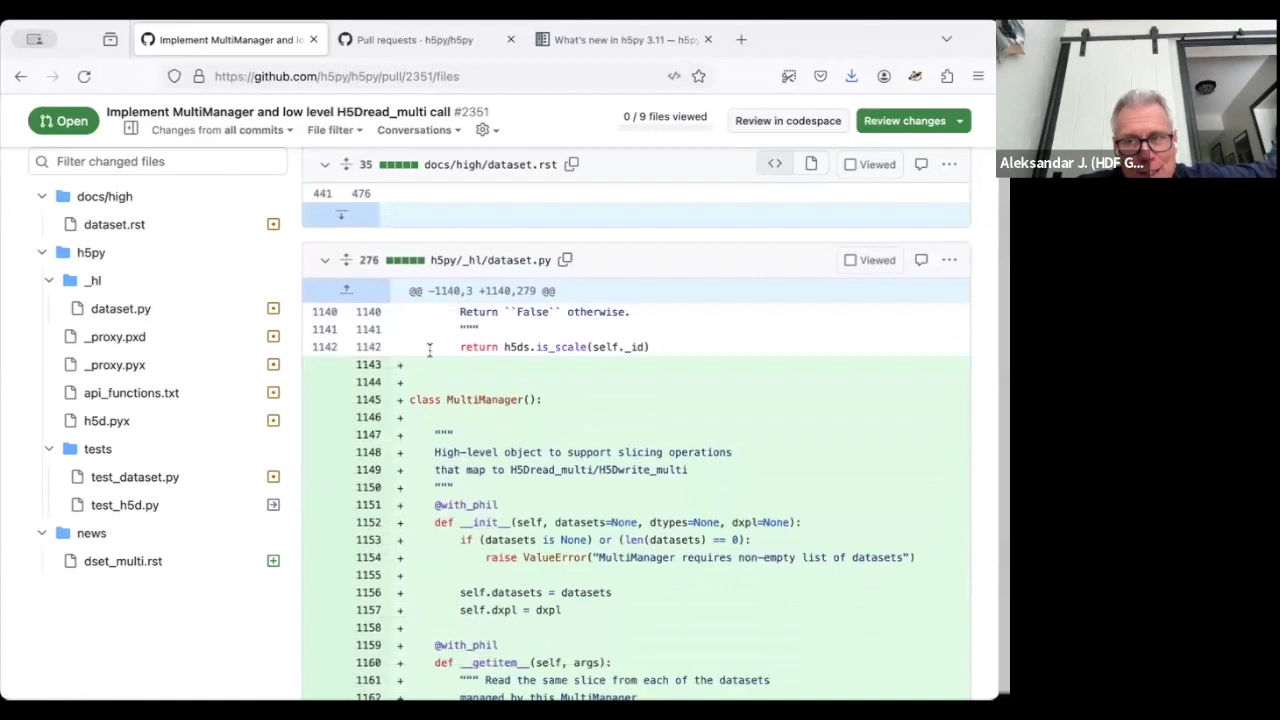 Implement MultiManager and lo
Pull requests · h5py/h5py
What's new in h5py 3.11 — h5p
https://github.com/h5py/h5py/pull/2351/files
Open
Implement MultiManager and low level H5Dread_multi call #2351
Changes from all commits
File filter
Conversations
0 / 9 files viewed
Review in codespace
Review changes
Filter changed files
docs/high
dataset.rst
h5py
_hl
dataset.py
_proxy.pxd
_proxy.pyx
api_functions.txt
h5d.pyx
tests
test_dataset.py
test_h5d.py
news
dset_multi.rst
35 docs/high/dataset.rst
Viewed
441 476
276 h5py/_hl/dataset.py
Viewed
@@ -1140,3 +1140,279 @@
1140 1140 Return ``False`` otherwise.
1141 1141 """
1142 1142 return h5ds.is_scale(self._id)
1143 +
1144 +
1145 + class MultiManager():
1146 +
1147 + """
1148 + High-level object to support slicing operations
1149 + that map to H5Dread_multi/H5Dwrite_multi
1150 + """
1151 + @with_phil
1152 + def __init__(self, datasets=None, dtypes=None, dxpl=None):
1153 + if (datasets is None) or (len(datasets) == 0):
1154 + raise ValueError("MultiManager requires non-empty list of datasets")
1155 +
1156 + self.datasets = datasets
1157 + self.dxpl = dxpl
1158 +
1159 + @with_phil
1160 + def __getitem__(self, args):
1161 + """ Read the same slice from each of the datasets
1162 + managed by this MultiManager
Aleksandar J. (HDF G...